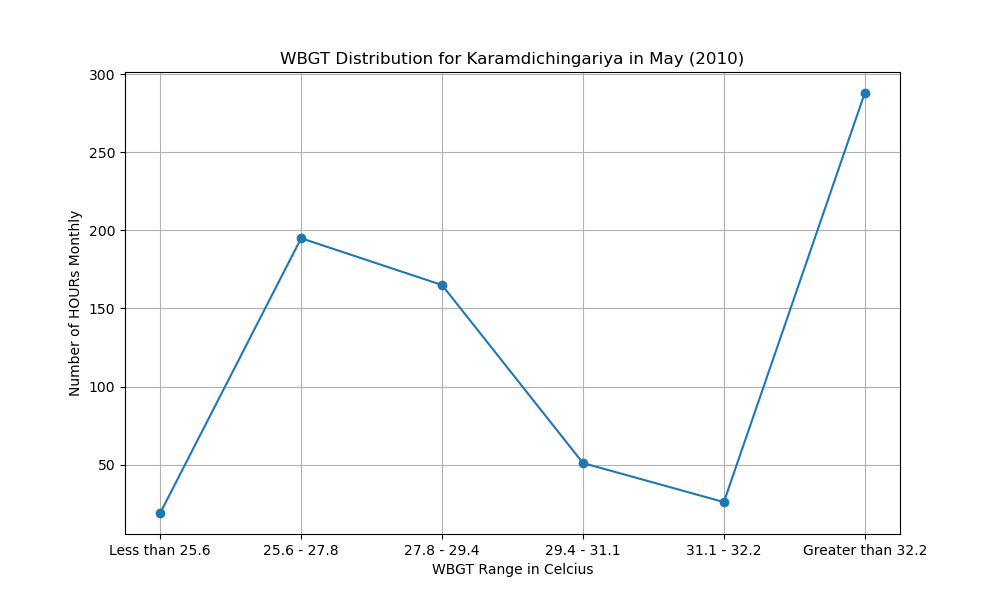 WBGT Distribution for Karamdichingariya in May (2010)
Number of HOURs Monthly
300
250
200
150
100
50
Less than 25.6
25.6 - 27.8
27.8 - 29.4
29.4 - 31.1
31.1 - 32.2
Greater than 32.2
WBGT Range in Celcius